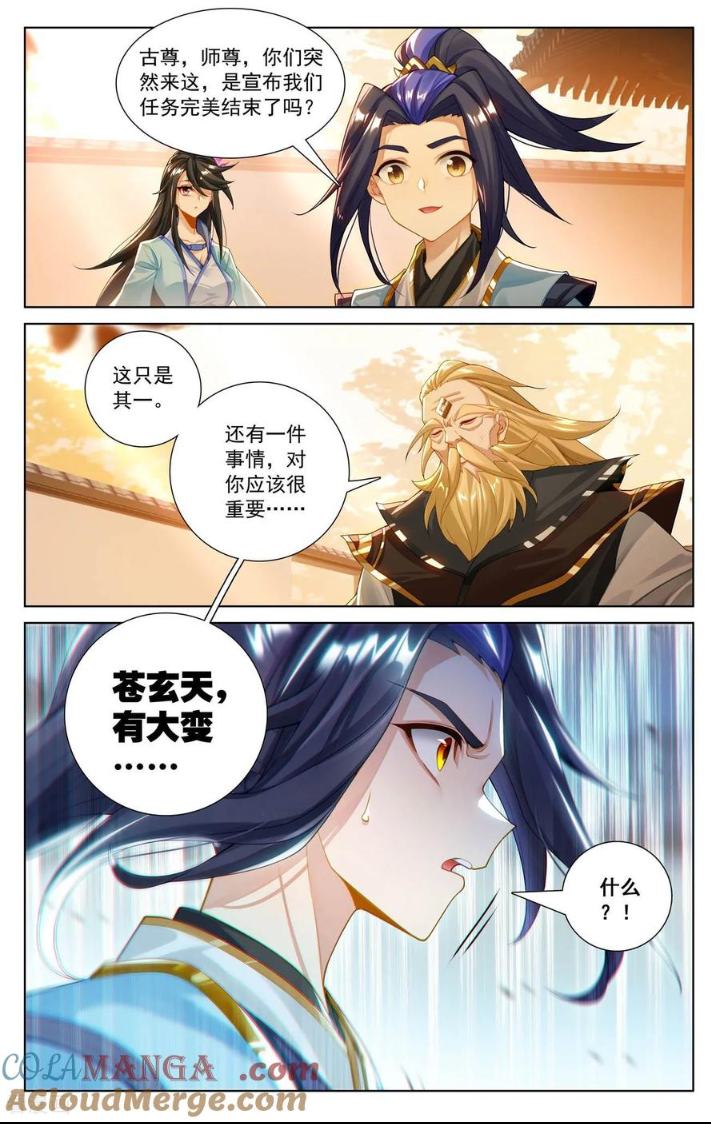 古尊，师尊，你们突
然来这，是宣布我们
任务完美结束了吗？
这只是
其一。
还有一件
事情，对
你应该很
重要……
苍玄天，
有大变
……
什么
？！
COLAMANGA.com
AcloudMerge.com